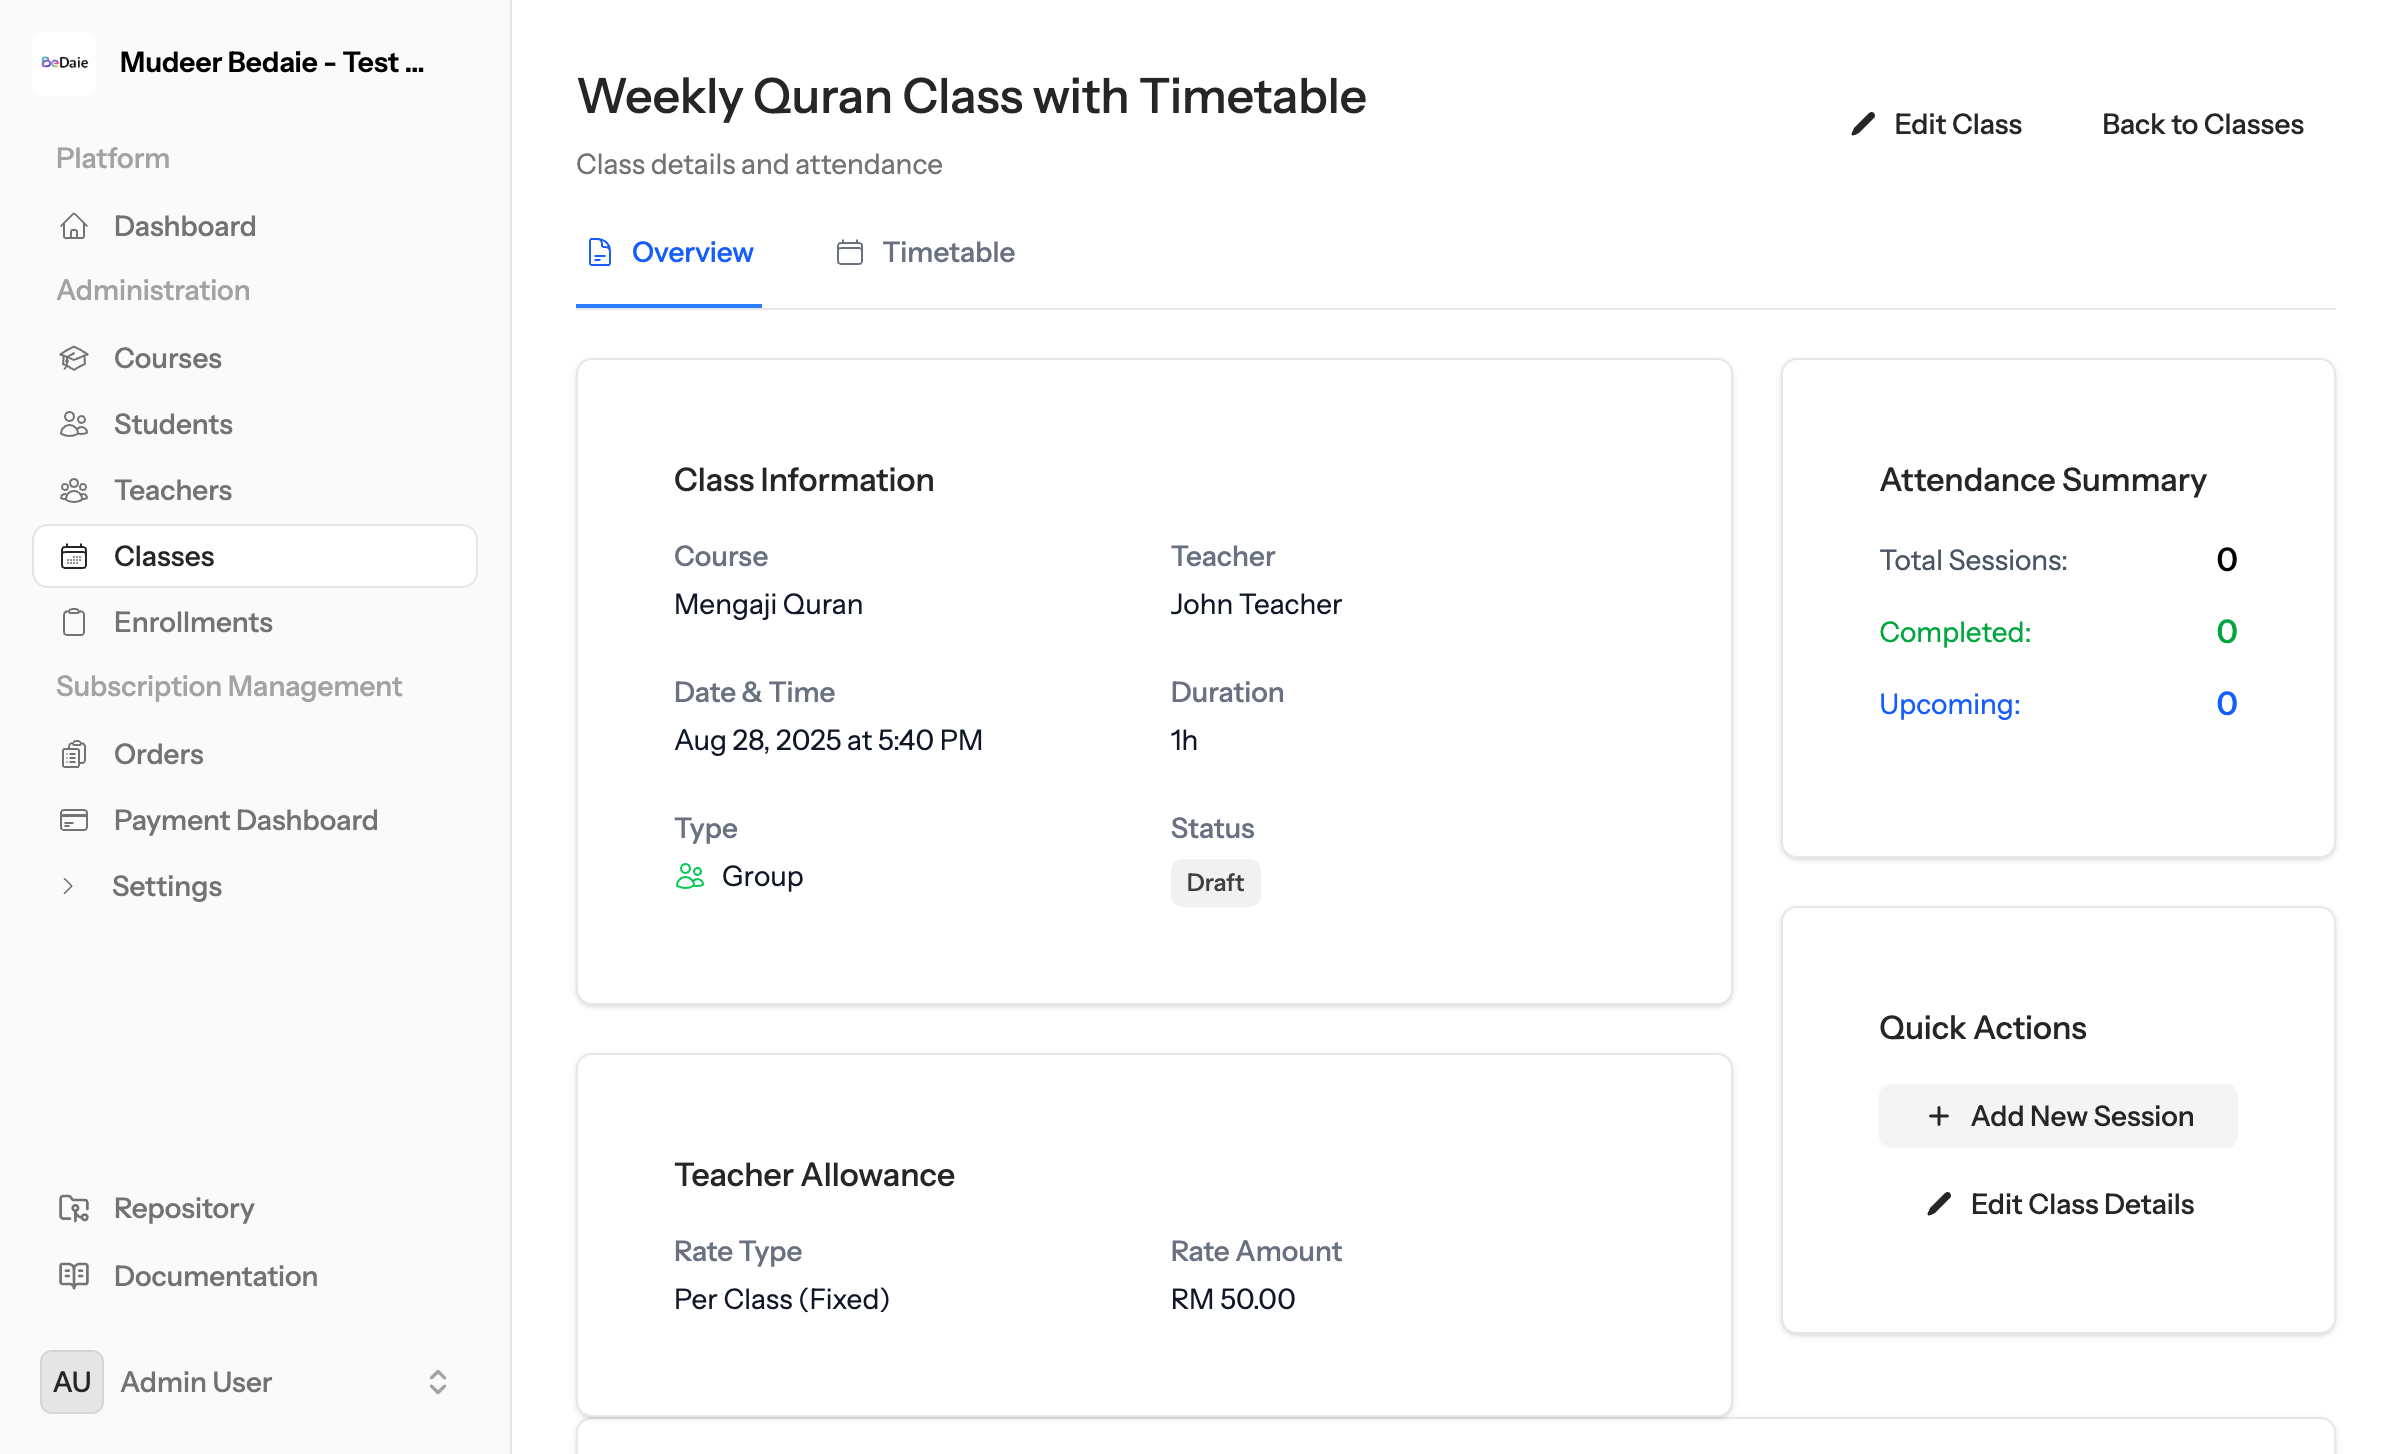 BeDaie
Mudeer Bedaie - Test ...
Platform
Dashboard
Administration
Courses
Students
Teachers
Classes
Enrollments
Subscription Management
Orders
Payment Dashboard
Settings
Repository
Documentation
AU
Admin User
Weekly Quran Class with Timetable
Class details and attendance
Edit Class
Back to Classes
Overview
Timetable
Class Information
Course
Mengaji Quran
Teacher
John Teacher
Date & Time
Aug 28, 2025 at 5:40 PM
Duration
1h
Type
Group
Status
Draft
Teacher Allowance
Rate Type
Per Class (Fixed)
Rate Amount
RM 50.00
Attendance Summary
Total Sessions: 0
Completed: 0
Upcoming: 0
Quick Actions
Add New Session
Edit Class Details